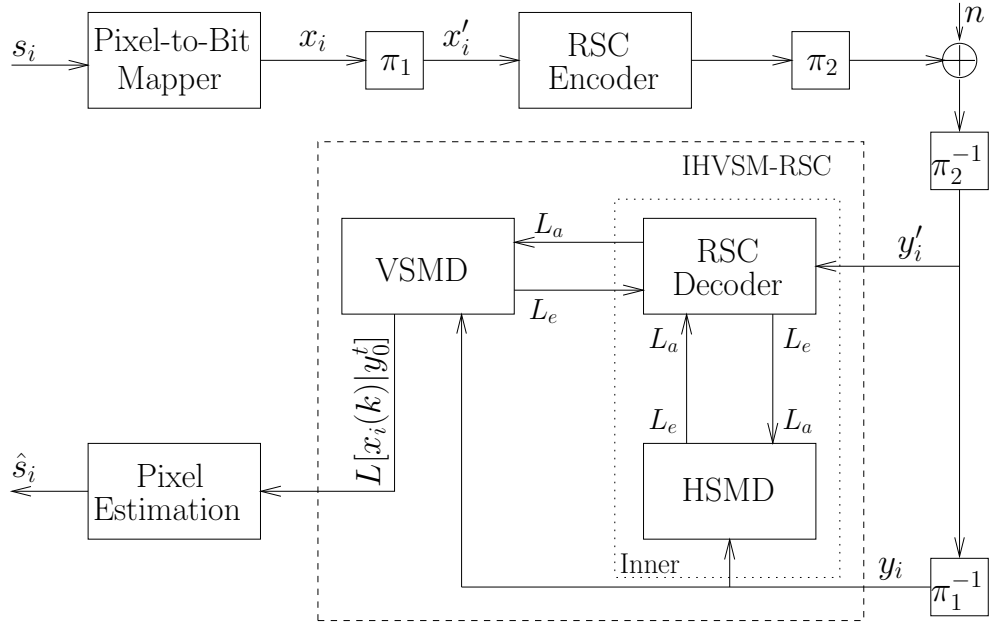 s_i
Pixel-to-Bit
Mapper
x_i
π_1
x'_i
RSC
Encoder
π_2
n
π_2^{-1}
IHVSM-RSC
VSMD
L_a
L_e
RSC
Decoder
y'_i
L_a
L_e
L_e
L_a
HSMD
Inner
L[x_i(k)|y_0^t]
ŝ_i
Pixel
Estimation
y_i
π_1^{-1}